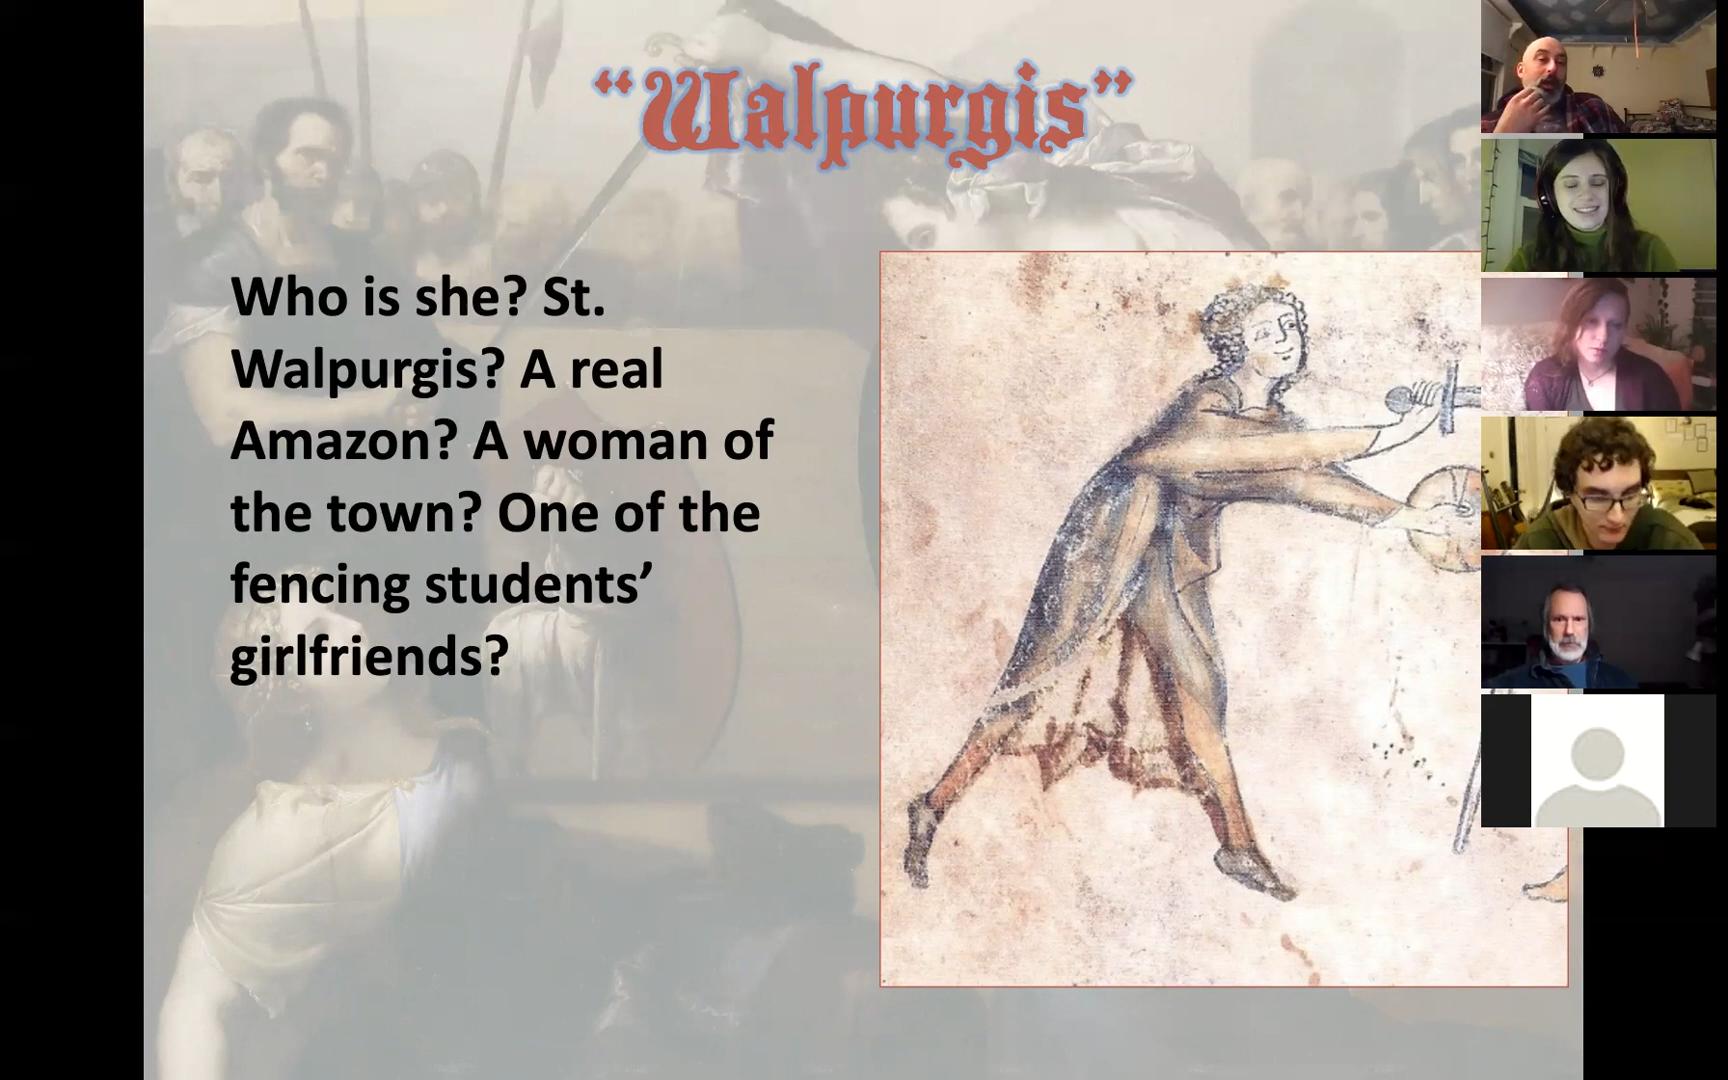 “Walpurgis”
Who is she? St.
Walpurgis? A real
Amazon? A woman of
the town? One of the
fencing students’
girlfriends?